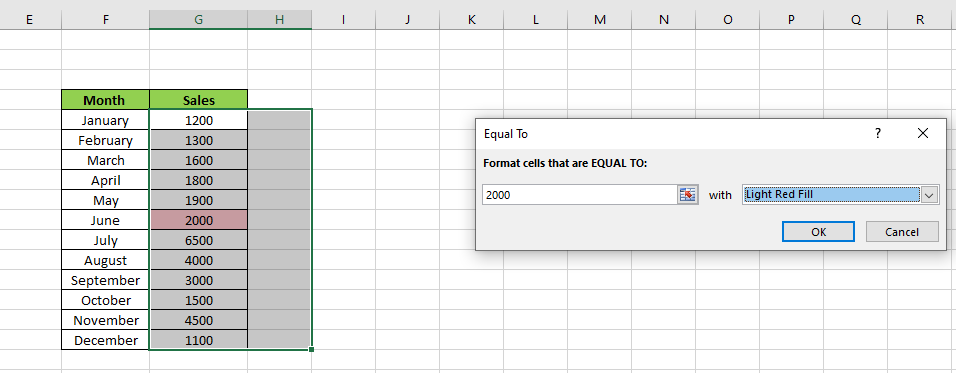 E F G H I J K L M N O P Q R
Month Sales
January 1200
February 1300
March 1600
April 1800
May 1900
June 2000
July 6500
August 4000
September 3000
October 1500
November 4500
December 1100
Equal To ? ×
Format cells that are EQUAL TO:
2000 with Light Red Fill
OK Cancel